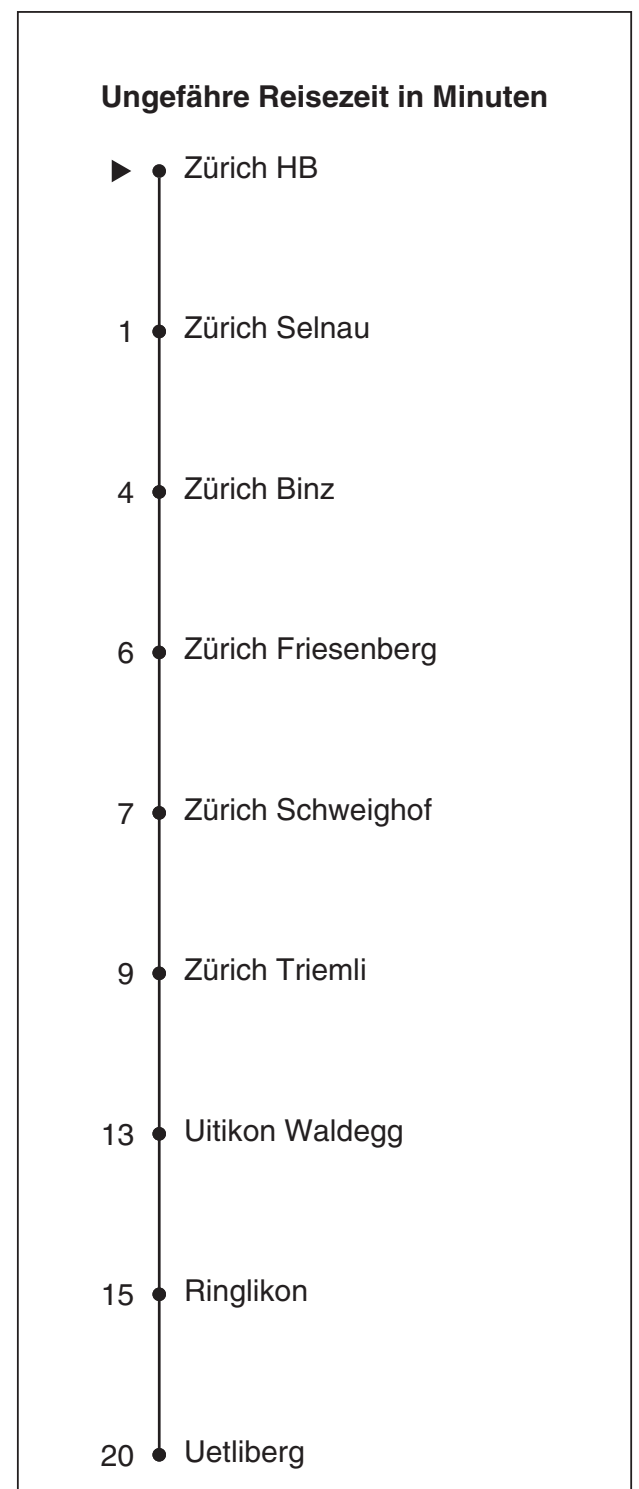 Ungefähre Reisezeit in Minuten
Zürich HB
1 Zürich Selnau
4 Zürich Binz
6 Zürich Friesenberg
7 Zürich Schweighof
9 Zürich Triemli
13 Uitikon Waldegg
15 Ringlikon
20 Uetliberg